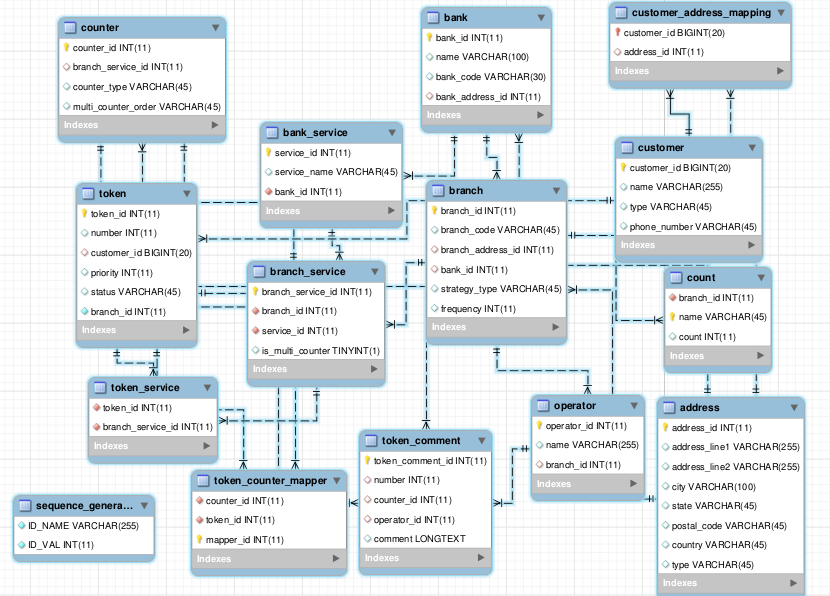 counter
counter_id INT(11)
branch_service_id INT(11)
counter_type VARCHAR(45)
multi_counter_order VARCHAR(45)
Indexes
bank
bank_id INT(11)
name VARCHAR(100)
bank_code VARCHAR(30)
bank_address_id INT(11)
Indexes
customer_address_mapping
customer_id BIGINT(20)
address_id INT(11)
Indexes
bank_service
service_id INT(11)
service_name VARCHAR(45)
bank_id INT(11)
Indexes
customer
customer_id BIGINT(20)
name VARCHAR(255)
type VARCHAR(45)
phone_number VARCHAR(45)
Indexes
token
token_id INT(11)
number INT(11)
customer_id BIGINT(20)
priority INT(11)
status VARCHAR(45)
branch_id INT(11)
Indexes
branch
branch_id INT(11)
branch_code VARCHAR(45)
branch_address_id INT(11)
bank_id INT(11)
strategy_type VARCHAR(45)
frequency INT(11)
Indexes
branch_service
branch_service_id INT(11)
branch_id INT(11)
service_id INT(11)
is_multi_counter TINYINT(1)
Indexes
count
branch_id INT(11)
name VARCHAR(45)
count INT(11)
Indexes
token_service
token_id INT(11)
branch_service_id INT(11)
Indexes
operator
operator_id INT(11)
name VARCHAR(255)
branch_id INT(11)
Indexes
address
address_id INT(11)
address_line1 VARCHAR(255)
address_line2 VARCHAR(255)
city VARCHAR(100)
state VARCHAR(45)
postal_code VARCHAR(45)
country VARCHAR(45)
type VARCHAR(45)
Indexes
token_comment
token_comment_id INT(11)
number INT(11)
counter_id INT(11)
operator_id INT(11)
comment LONGTEXT
Indexes
token_counter_mapper
counter_id INT(11)
token_id INT(11)
mapper_id INT(11)
Indexes
sequence_genera...
ID_NAME VARCHAR(255)
ID_VAL INT(11)